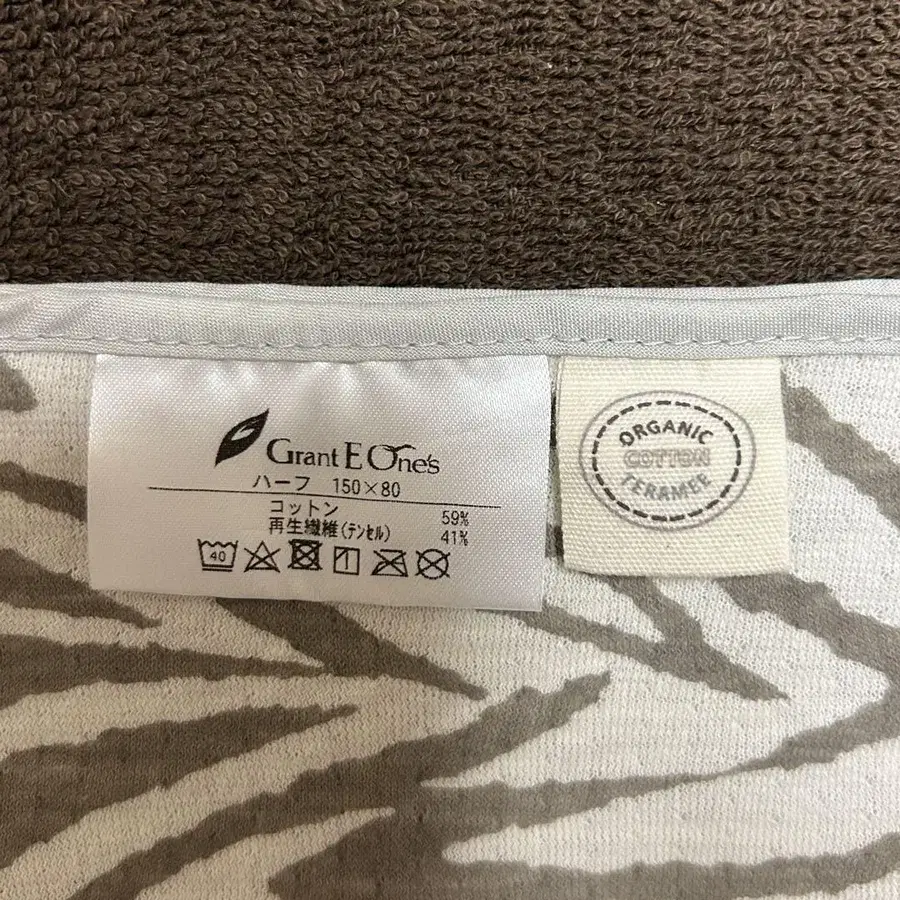 Grant E One's
ハーフ 150×80
コットン 59%
再生繊維(テンセル) 41%
40
ORGANIC
COTTON
TERAMEE